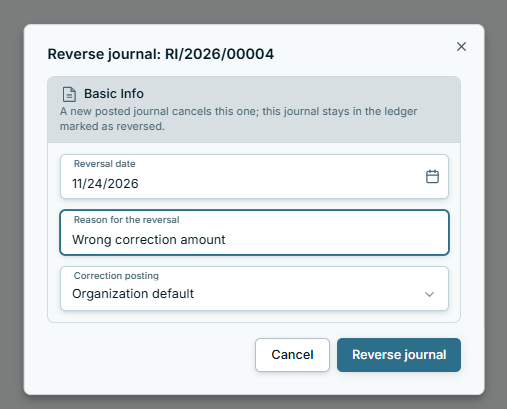 Reverse journal: RI/2026/00004
Basic Info
A new posted journal cancels this one; this journal stays in the ledger
marked as reversed.
Reversal date
11/24/2026
Reason for the reversal
Wrong correction amount
Correction posting
Organization default
Cancel
Reverse journal